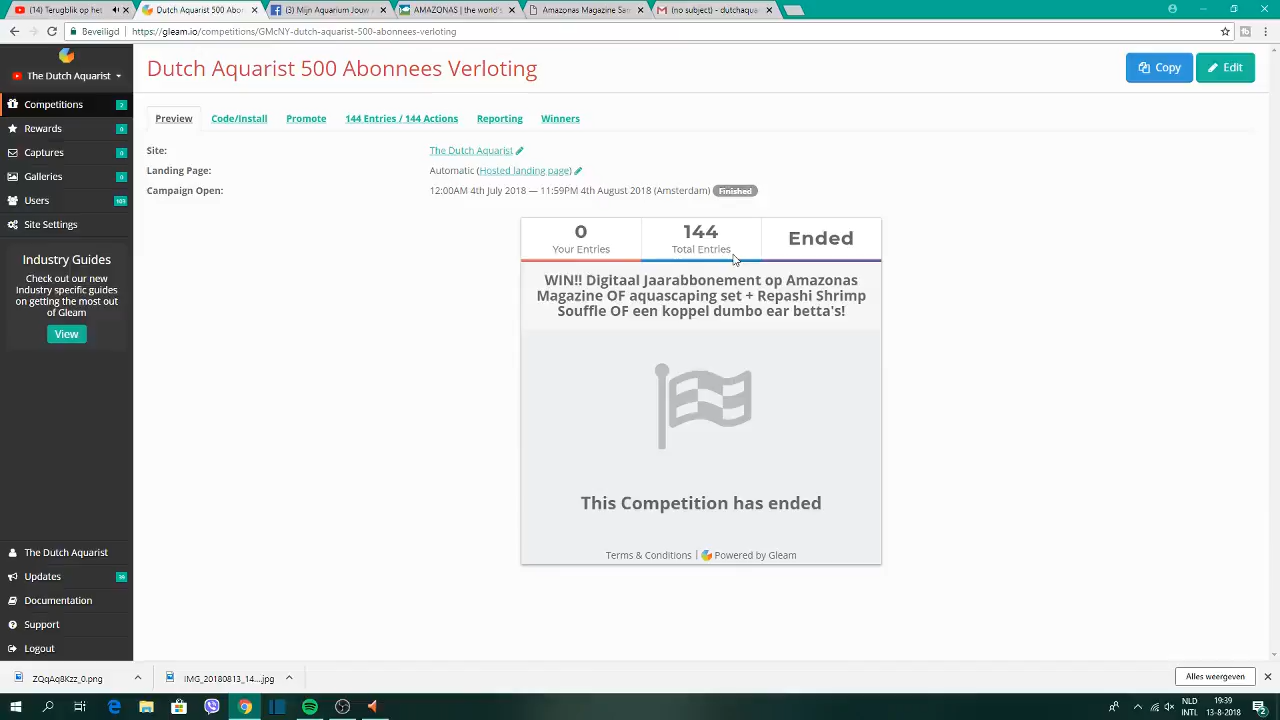 (14) Terugblik op het
Dutch Aquarist 500 Abor
(3) Mijn Aquarium Jouw
AMAZONAS | the world's
Amazonas Magazine Sam
(no subject) - dutchaqua
Beveiligd
https://gleam.io/competitions/GMcNY-dutch-aquarist-500-abonnees-verloting
The Dutch Aquarist
Competitions 2
Rewards 0
Captures 0
Galleries 0
Users 103
Site Settings
Industry Guides
Check out our new
Industry specific guides
on getting the most out
of Gleam
View
The Dutch Aquarist
Updates 39
Documentation
Support
Logout
Dutch Aquarist 500 Abonnees Verloting
Copy
Edit
Preview
Code/Install
Promote
144 Entries / 144 Actions
Reporting
Winners
Site: The Dutch Aquarist
Landing Page: Automatic (Hosted landing page)
Campaign Open: 12:00AM 4th July 2018 — 11:59PM 4th August 2018 (Amsterdam) Finished
0
Your Entries
144
Total Entries
Ended
WIN!! Digitaal Jaarabbonement op Amazonas
Magazine OF aquascaping set + Repashi Shrimp
Souffle OF een koppel dumbo ear betta's!
This Competition has ended
Terms & Conditions | Powered by Gleam
ZQqAq8Kzz_0.png
IMG_20180813_14....jpg
Alles weergeven
NLD
INTL
19:39
13-8-2018
2